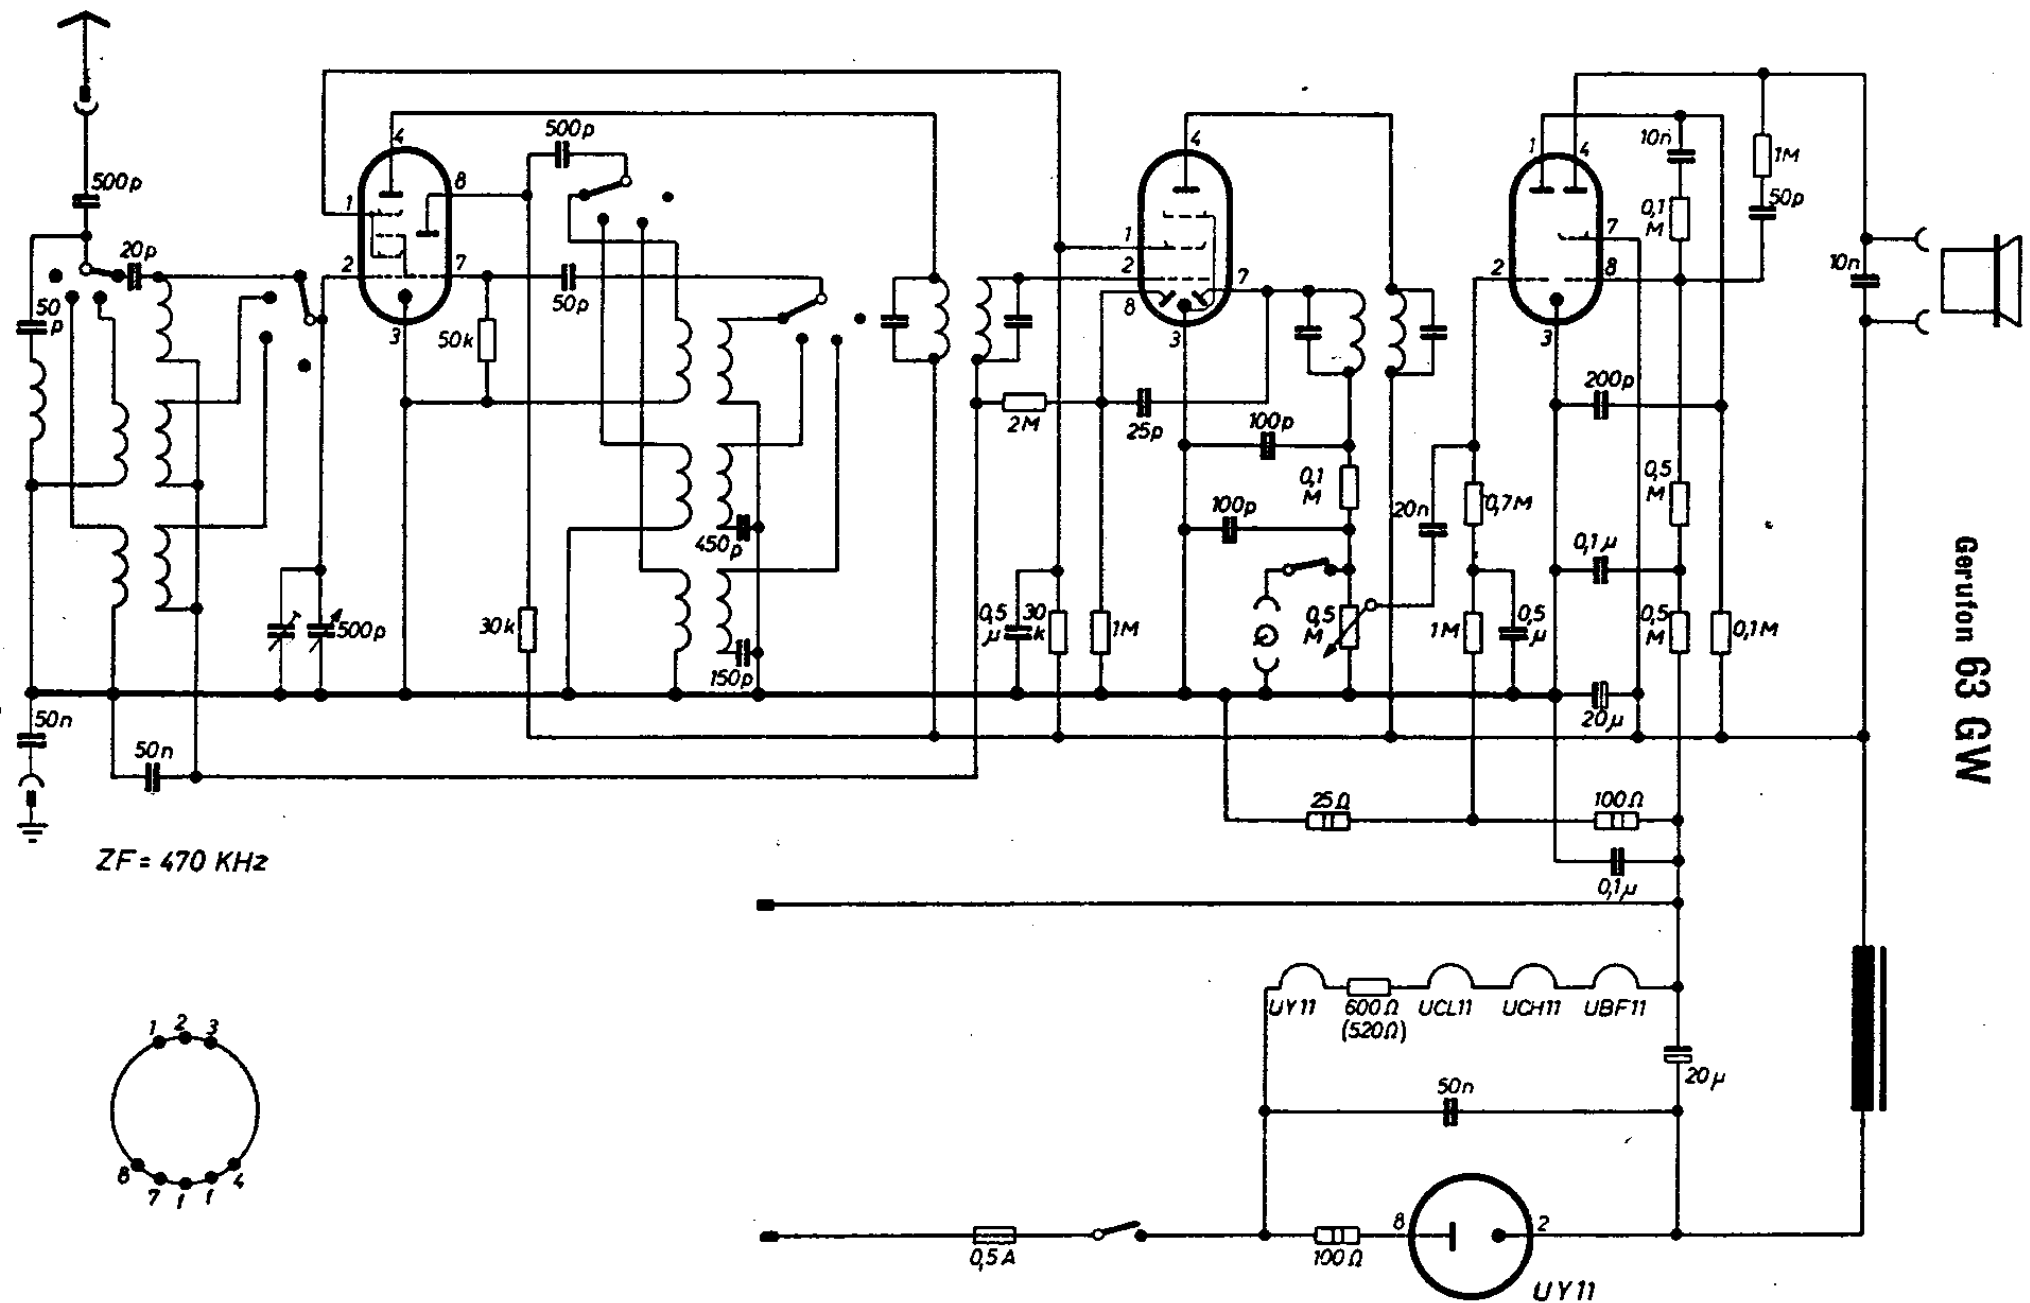 500p
20p
50
p
4
1
8
2
7
3
500p
50k
50p
30k
500p
450p
150p
50n
50n
ZF = 470 KHz
4
1
2
8
7
3
2M
25p
100p
0,1
M
100p
0,5
µ
30
k
1M
0,5
M
20n
0,7M
1M
0,5
µ
1
4
7
2
8
3
10n
0,1
M
1M
50p
200p
0,5
M
0,1µ
0,5
M
0,1M
20µ
10n
25Ω
100Ω
0,1µ
Gerufon 63 GW
UY11
600Ω
(520Ω)
UCL11
UCH11
UBF11
20µ
50n
0,5A
100Ω
8
2
UY11
1
2
3
8
7
f
f
4